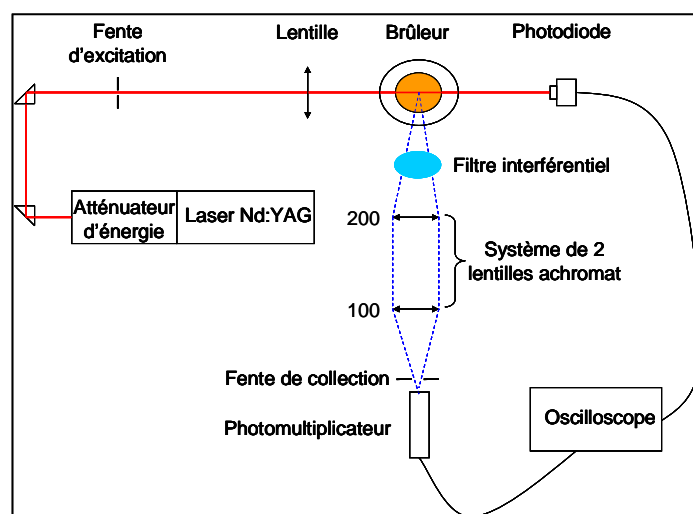 Fente
d'excitation
Lentille
Brûleur
Photodiode
Filtre interférentiel
Atténuateur
d'énergie
Laser Nd:YAG
200
Système de 2
lentilles achromat
100
Fente de collection
Photomultiplicateur
Oscilloscope